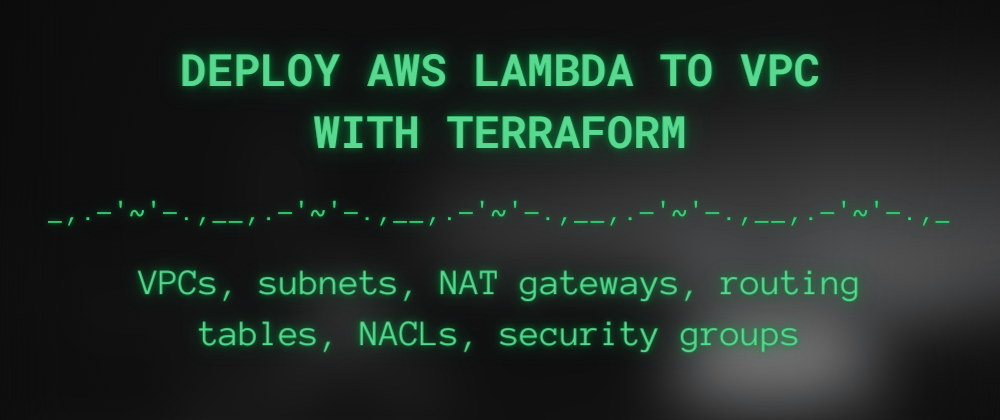 DEPLOY AWS LAMBDA TO VPC
WITH TERRAFORM
_,.–'~'–.,__,.–'~'–.,__,.–'~'–.,__,.–'~'–.,__,.–'~'–.,_
VPCs, subnets, NAT gateways, routing
tables, NACLs, security groups